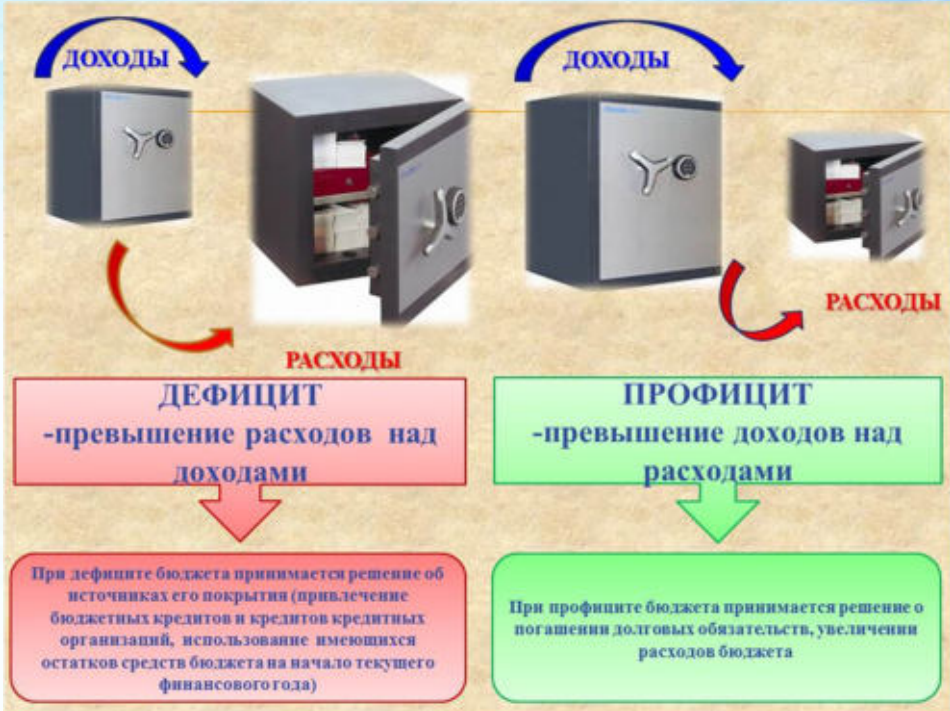 ДОХОДЫ
РАСХОДЫ
ДЕФИЦИТ
-превышение расходов над
доходами
При дефиците бюджета принимается решение об
источниках его покрытия (привлечение
бюджетных кредитов и кредитов кредитных
организаций, использование имеющихся
остатков средств бюджета на начало текущего
финансового года)
ДОХОДЫ
РАСХОДЫ
ПРОФИЦИТ
-превышение доходов над
расходами
При профиците бюджета принимается решение о
погашении долговых обязательств, увеличении
расходов бюджета